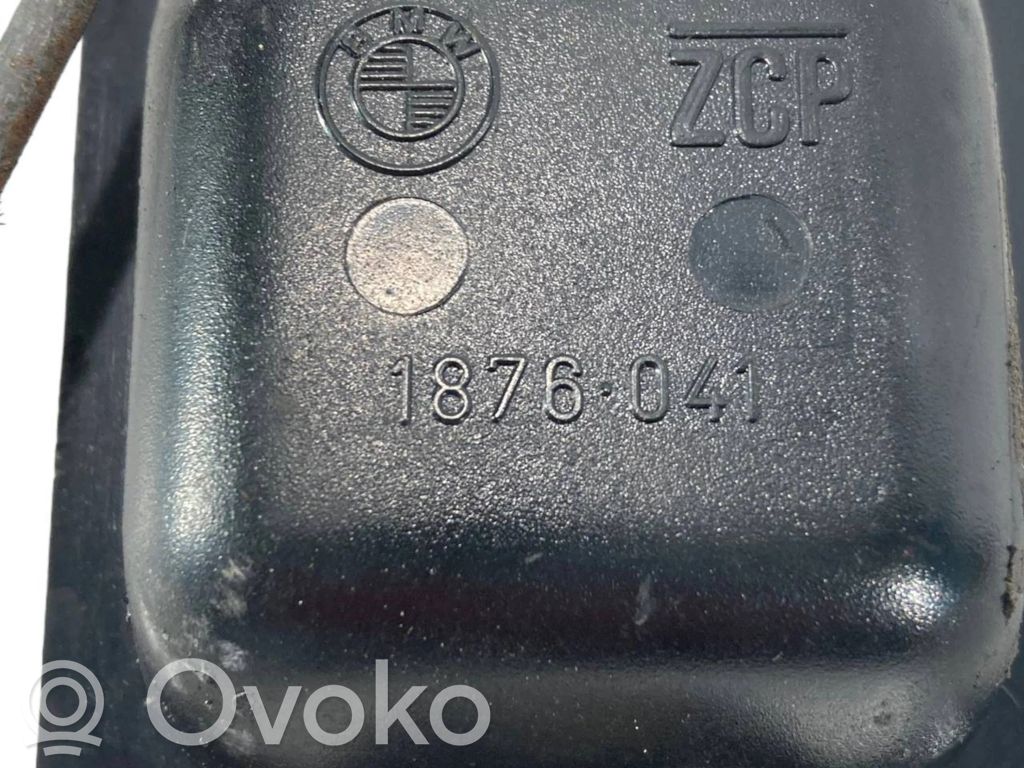 BMW
ZCP
1876·041
Ovoko